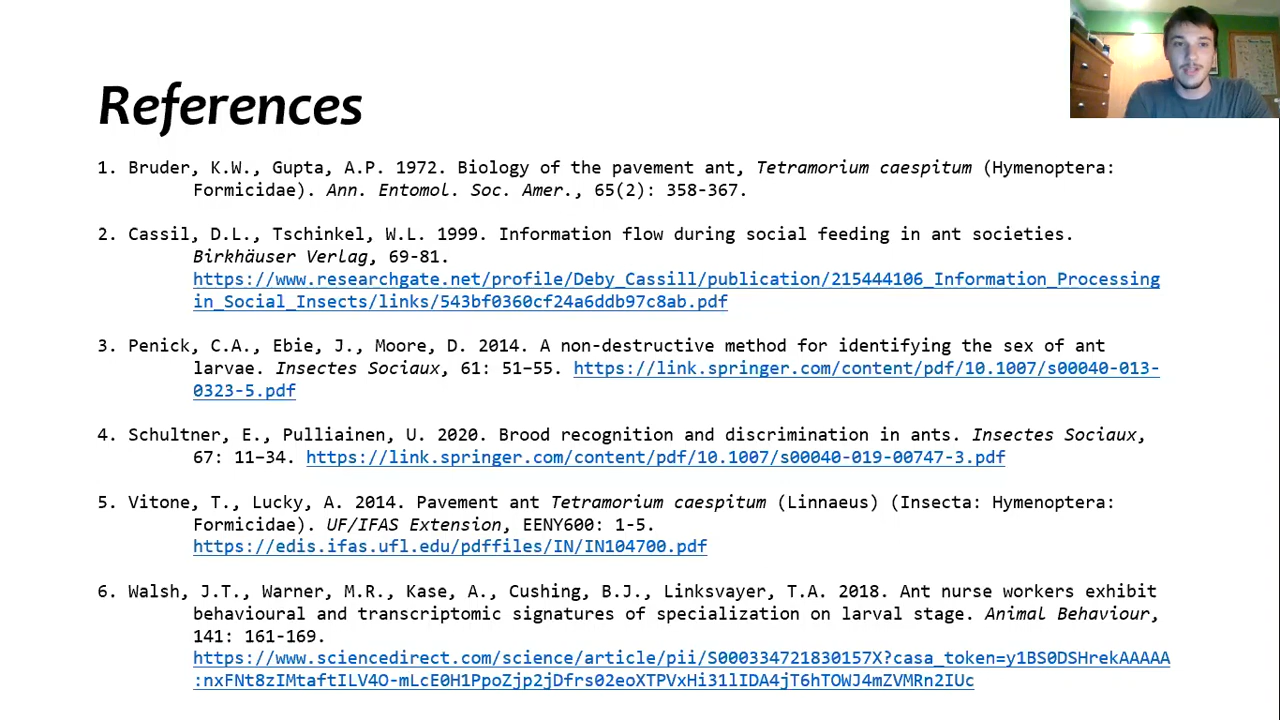 References
1. Bruder, K.W., Gupta, A.P. 1972. Biology of the pavement ant, Tetramorium caespitum (Hymenoptera:
Formicidae). Ann. Entomol. Soc. Amer., 65(2): 358-367.
2. Cassil, D.L., Tschinkel, W.L. 1999. Information flow during social feeding in ant societies.
Birkhäuser Verlag, 69-81.
https://www.researchgate.net/profile/Deby_Cassill/publication/215444106_Information_Processing
in_Social_Insects/links/543bf0360cf24a6ddb97c8ab.pdf
3. Penick, C.A., Ebie, J., Moore, D. 2014. A non-destructive method for identifying the sex of ant
larvae. Insectes Sociaux, 61: 51–55. https://link.springer.com/content/pdf/10.1007/s00040-013-
0323-5.pdf
4. Schultner, E., Pulliainen, U. 2020. Brood recognition and discrimination in ants. Insectes Sociaux,
67: 11–34. https://link.springer.com/content/pdf/10.1007/s00040-019-00747-3.pdf
5. Vitone, T., Lucky, A. 2014. Pavement ant Tetramorium caespitum (Linnaeus) (Insecta: Hymenoptera:
Formicidae). UF/IFAS Extension, EENY600: 1-5.
https://edis.ifas.ufl.edu/pdffiles/IN/IN104700.pdf
6. Walsh, J.T., Warner, M.R., Kase, A., Cushing, B.J., Linksvayer, T.A. 2018. Ant nurse workers exhibit
behavioural and transcriptomic signatures of specialization on larval stage. Animal Behaviour,
141: 161-169.
https://www.sciencedirect.com/science/article/pii/S000334721830157X?casa_token=y1BS0DSHrekAAAAA
:nxFNt8zIMtaftILV4O-mLcE0H1PpoZjp2jDfrs02eoXTPVxHi31lIDA4jT6hTOWJ4mZVMRn2IUc